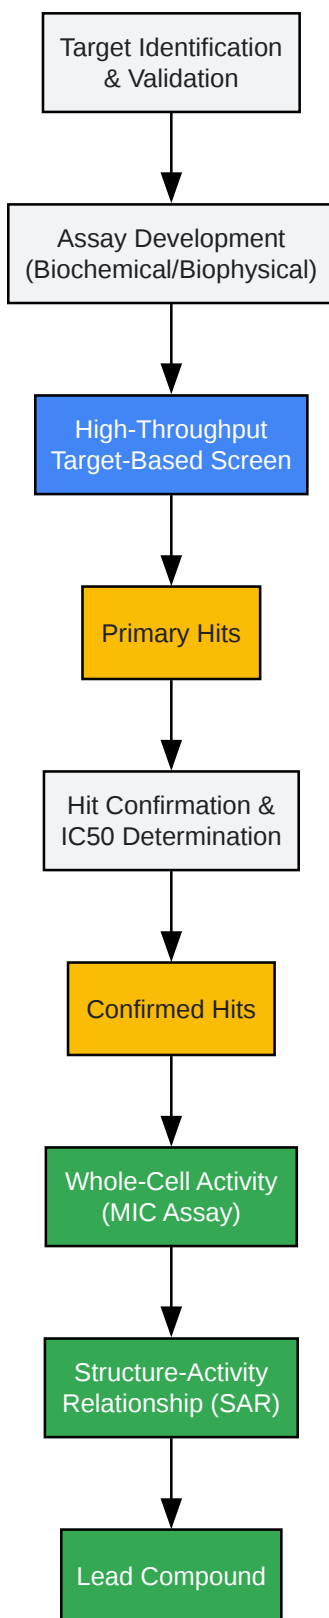 Target Identification
& Validation
Assay Development
(Biochemical/Biophysical)
High-Throughput
Target-Based Screen
Primary Hits
Hit Confirmation &
IC50 Determination
Confirmed Hits
Whole-Cell Activity
(MIC Assay)
Structure-Activity
Relationship (SAR)
Lead Compound